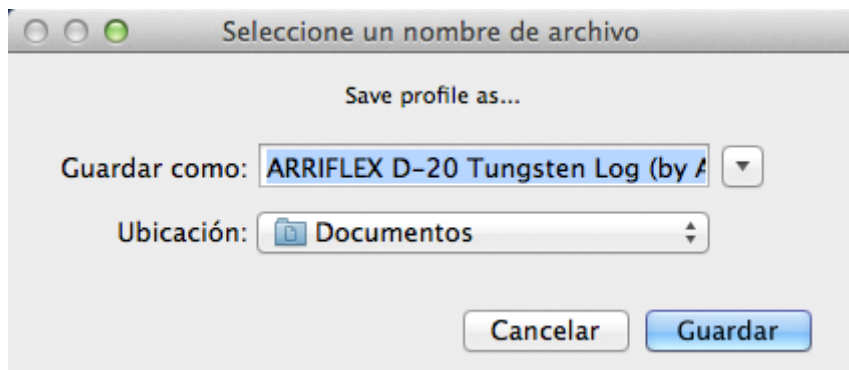 Seleccione un nombre de archivo
Save profile as...
Guardar como: ARRIFLEX D-20 Tungsten Log (by A
Ubicación: Documentos
Cancelar Guardar